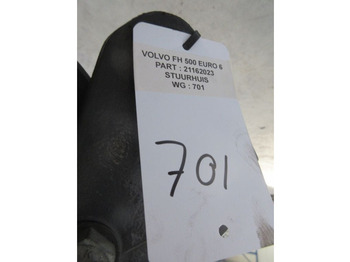 VOLVO FH 500 EURO 6
PART : 21162023
STUURHUIS
WG : 701
701